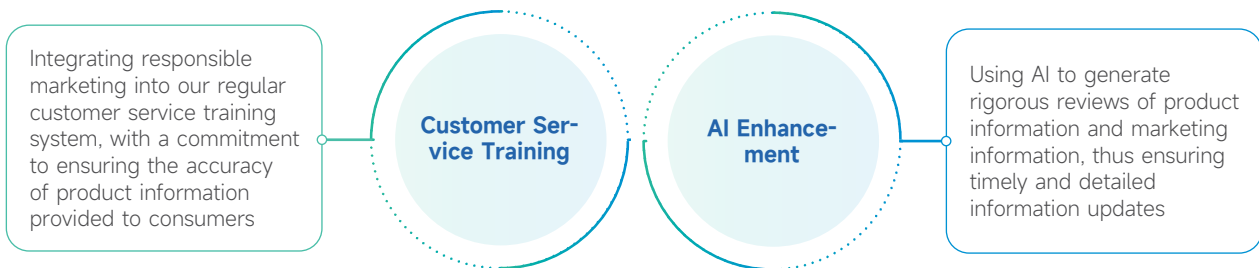 Integrating responsible
marketing into our regular
customer service training
system, with a commitment
to ensuring the accuracy
of product information
provided to consumers
Customer Ser-
vice Training
AI Enhance-
ment
Using AI to generate
rigorous reviews of product
information and marketing
information, thus ensuring
timely and detailed
information updates